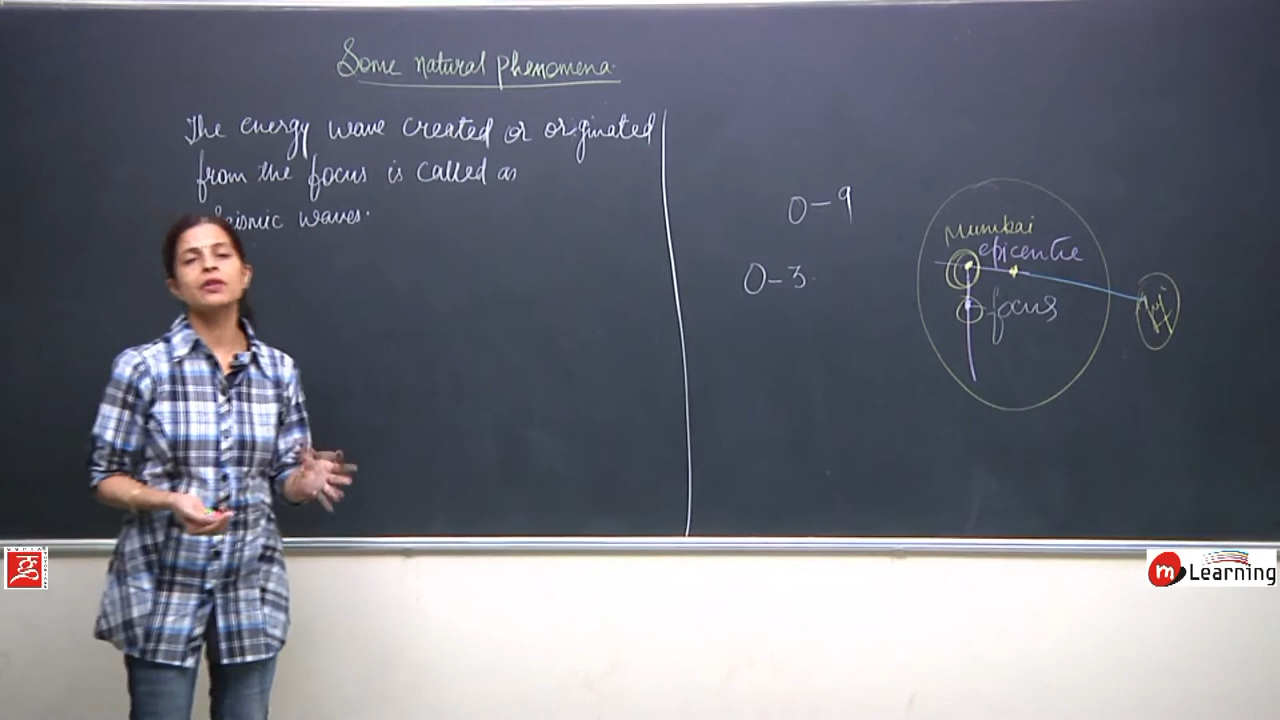 Some natural phenomena.
The energy wave created or originated
from the focus is called as
Seismic waves.
0-9
0-3.
Mumbai
epicentre
focus
m Learning